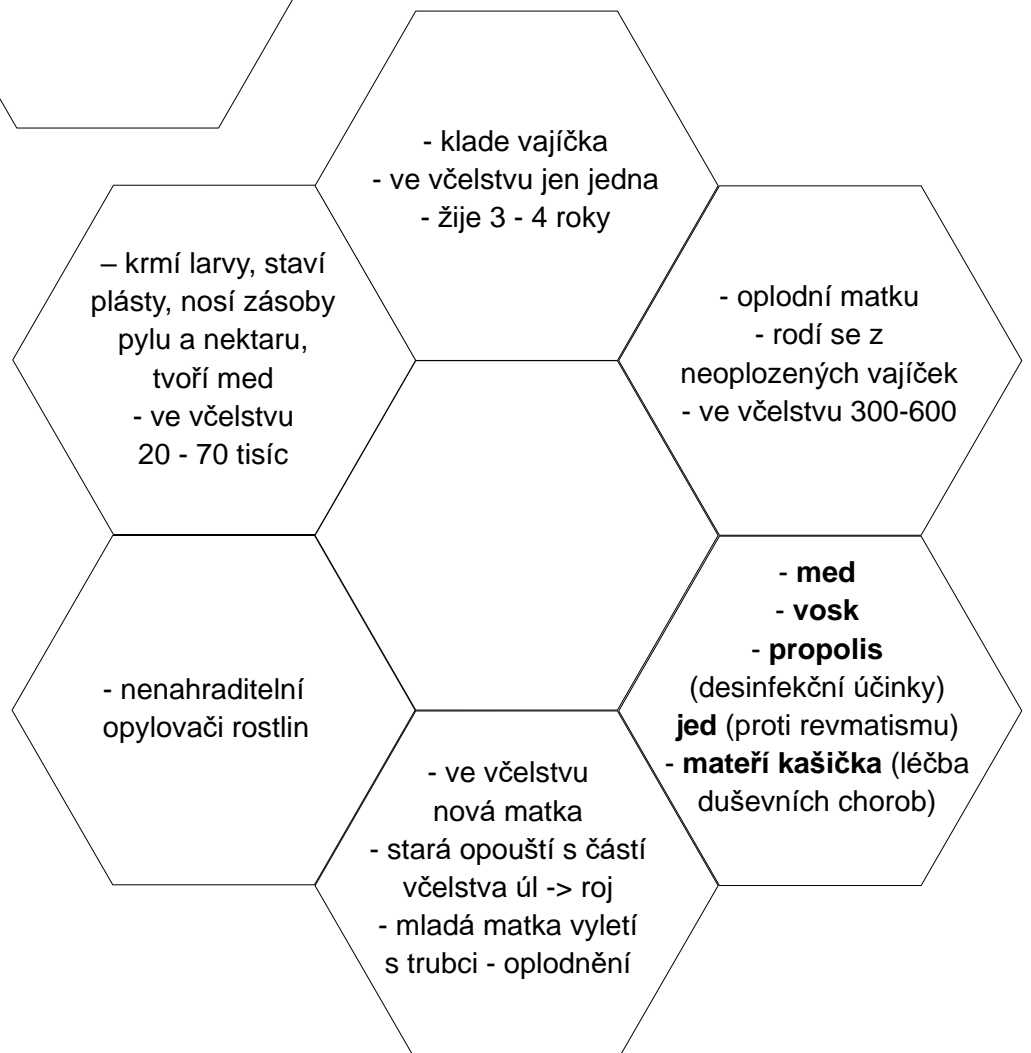 - klade vajíčka
- ve včelstvu jen jedna
- žije 3 - 4 roky
– krmí larvy, staví
plásty, nosí zásoby
pylu a nektaru,
tvoří med
- ve včelstvu
20 - 70 tisíc
- oplodní matku
- rodí se z
neoplozených vajíček
- ve včelstvu 300-600
- nenahraditelní
opylovači rostlin
- med
- vosk
- propolis
(desinfekční účinky)
jed (proti revmatismu)
- mateří kašička (léčba
duševních chorob)
- ve včelstvu
nová matka
- stará opouští s částí
včelstva úl -> roj
- mladá matka vyletí
s trubci - oplodnění